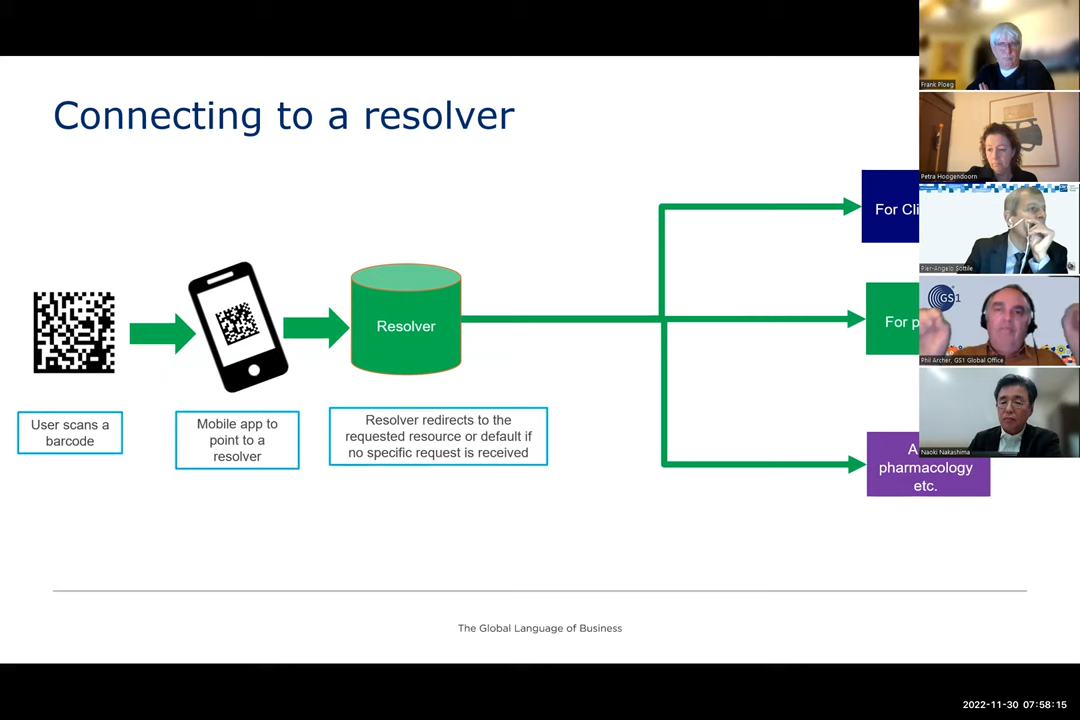 Connecting to a resolver
For Cli
For p
Resolver
User scans a
barcode
Mobile app to
point to a
resolver
Resolver redirects to the
requested resource or default if
no specific request is received
A
pharmacology
etc.
The Global Language of Business
Frank Ploeg
Petra Hoogendoorn
Pier-Angelo Sottile
GS1
Phil Archer, GS1 Global Office
Naoki Nakashima
2022-11-30 07:58:15